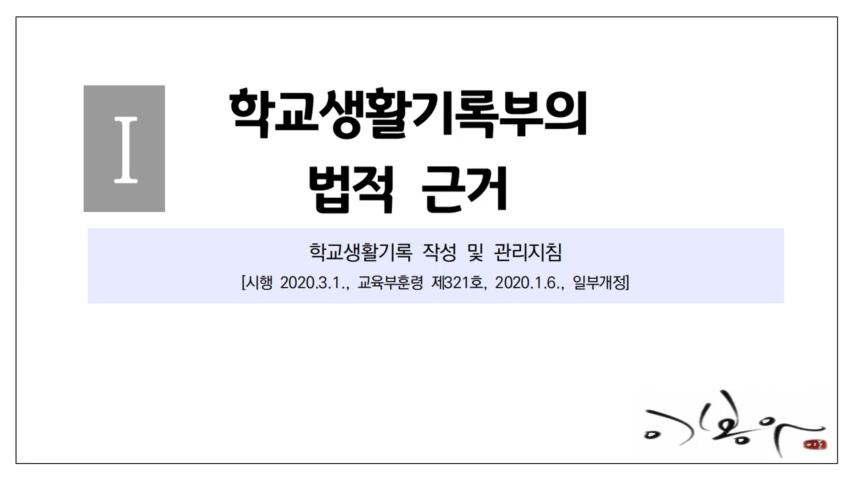 I
학교생활기록부의
법적 근거
학교생활기록 작성 및 관리지침
[시행 2020.3.1., 교육부훈령 제321호, 2020.1.6., 일부개정]